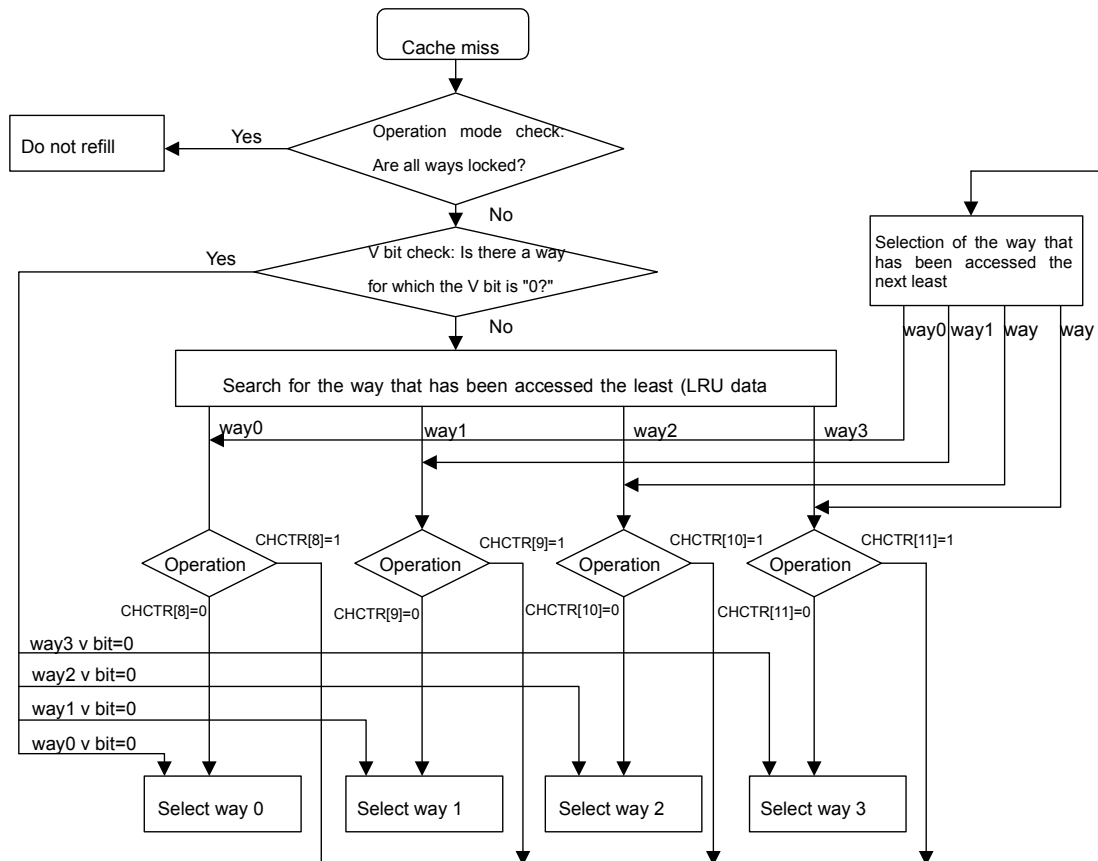 Cache miss
Operation mode check:
Are all ways locked?
Yes
Do not refill
No
V bit check: Is there a way
for which the V bit is "0?"
Yes
No
Selection of the way that
has been accessed the
next least
way0
way1
way
way
Search for the way that has been accessed the least (LRU data
way0
way1
way2
way3
Operation
CHCTR[8]=1
Operation
CHCTR[9]=1
Operation
CHCTR[10]=1
Operation
CHCTR[11]=1
CHCTR[8]=0
CHCTR[9]=0
CHCTR[10]=0
CHCTR[11]=0
way3 v bit=0
way2 v bit=0
way1 v bit=0
way0 v bit=0
Select way 0
Select way 1
Select way 2
Select way 3